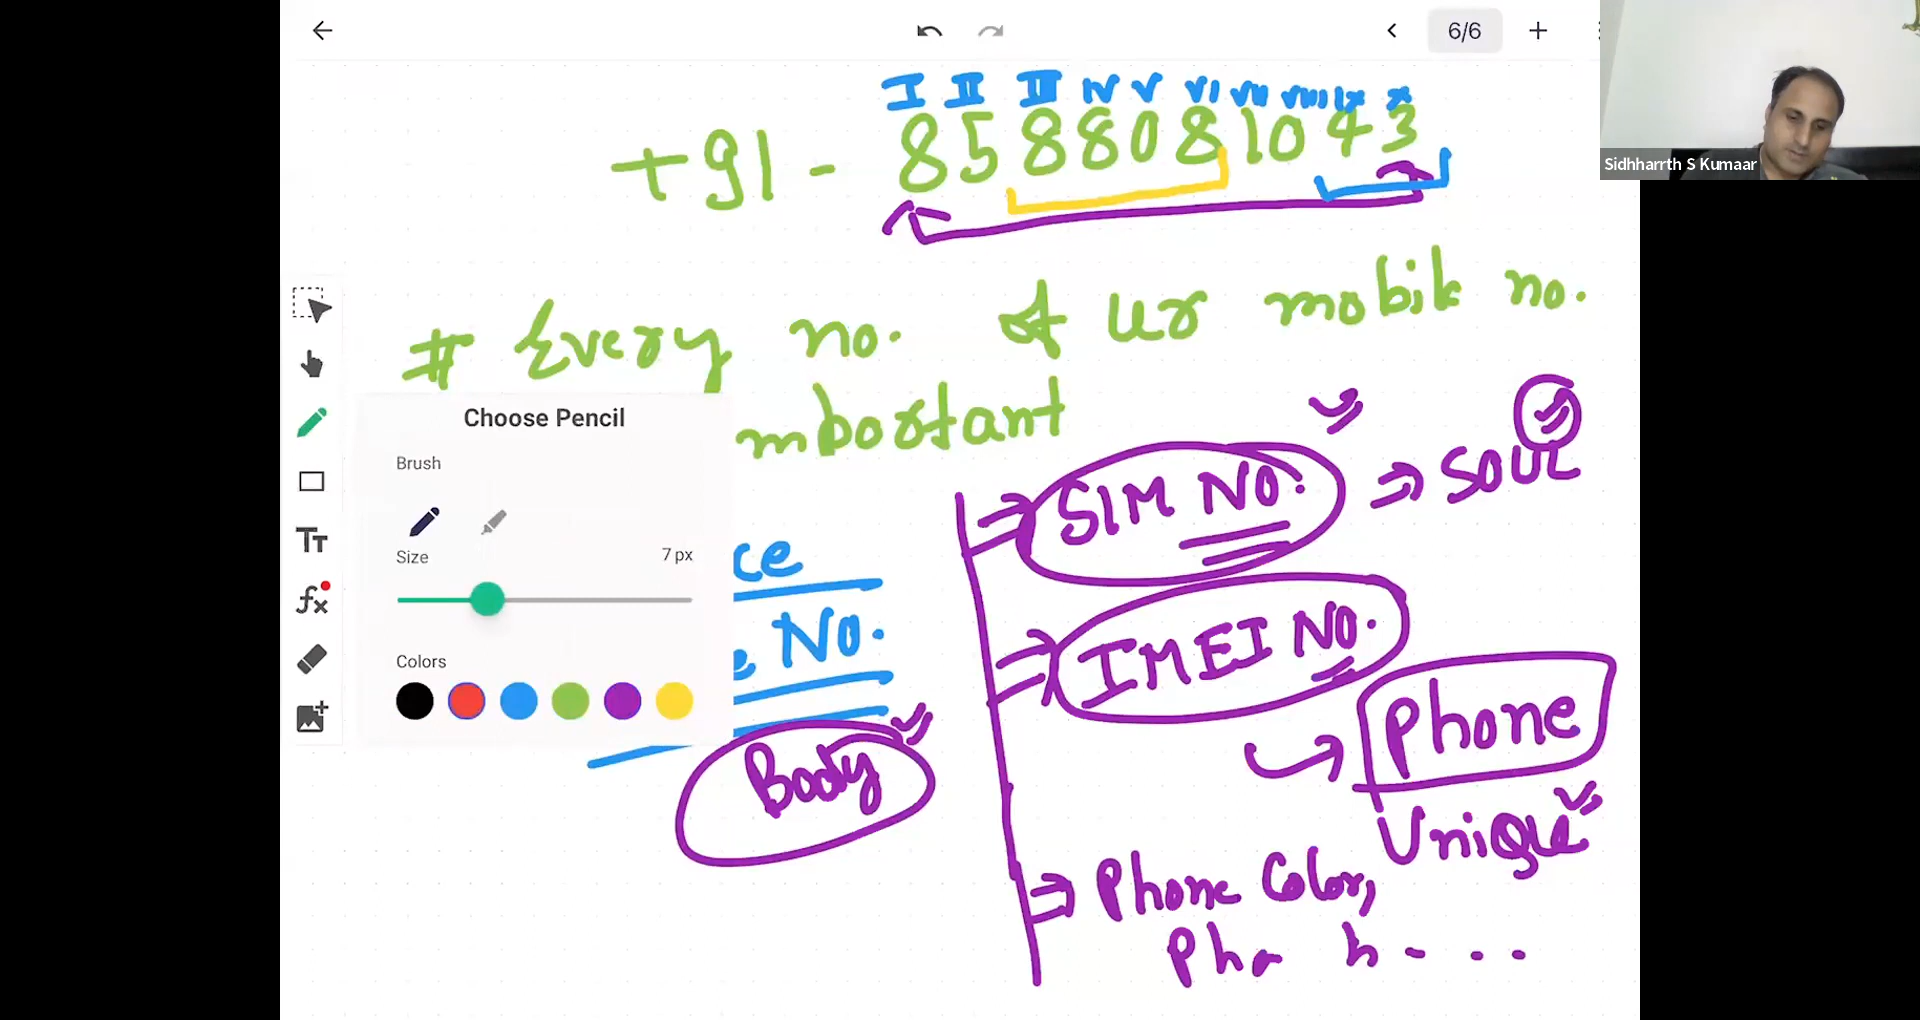 6/6
Sidhharrth S Kumaar
I II III IV V VI VII VIII IX X
+91 - 8588081043
# Every no. of ur mobile no.
mportant
Choose Pencil
Brush
Size 7 px
Colors
ce
No.
Body
⇒ SIM NO. ⇒ SOUL
⇒ IMEI NO.
Phone
Unique
⇒ Phone Color,